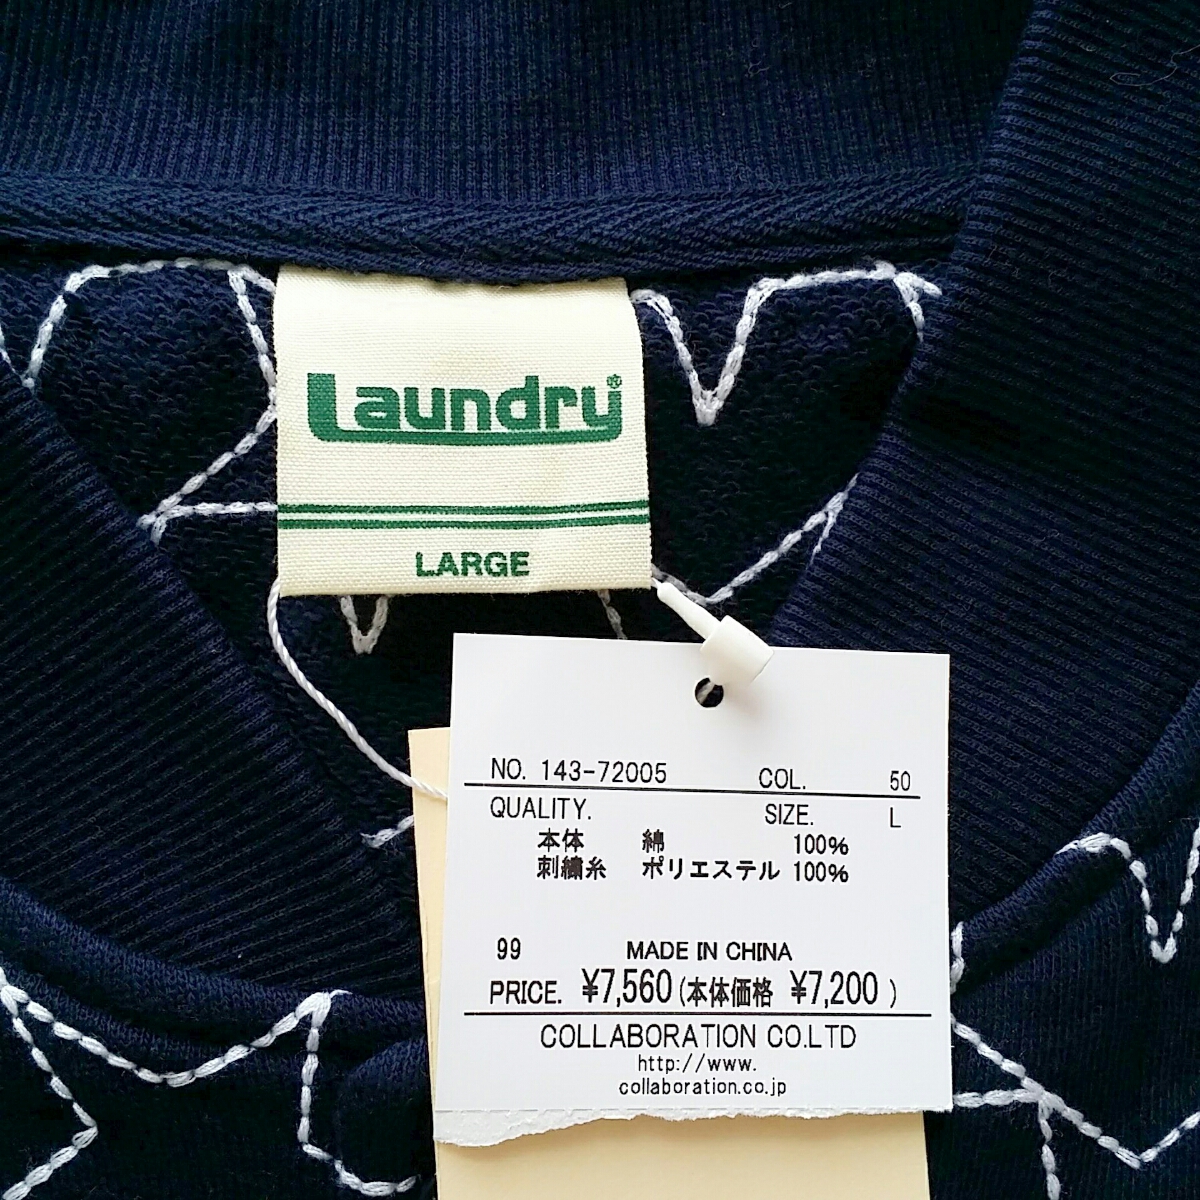 Laundry®
LARGE
NO. 143-72005 COL. 50
QUALITY. SIZE. L
本体 綿 100%
刺繍糸 ポリエステル 100%
99 MADE IN CHINA
PRICE. ¥7,560 (本体価格 ¥7,200 )
COLLABORATION CO.LTD
http://www.
collaboration.co.jp